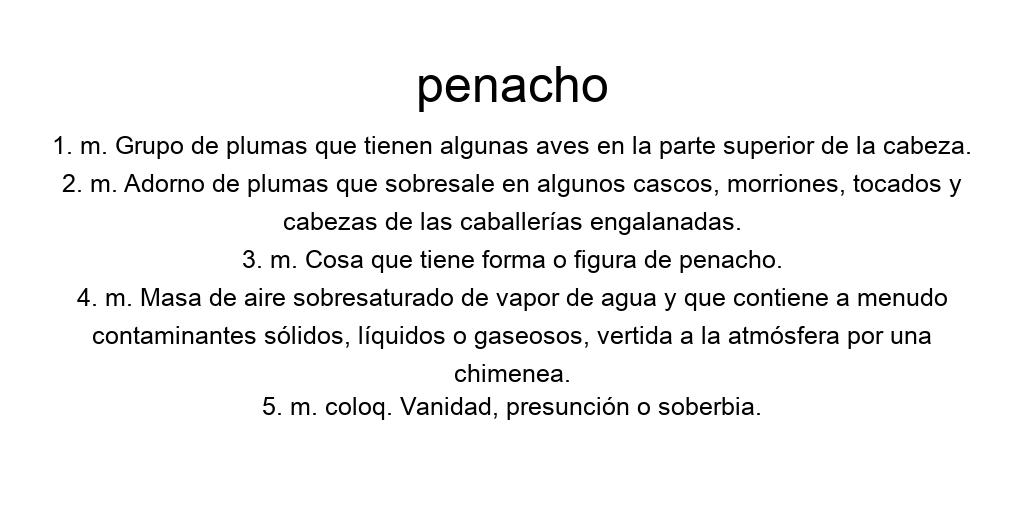 penacho
1. m. Grupo de plumas que tienen algunas aves en la parte superior de la cabeza.
2. m. Adorno de plumas que sobresale en algunos cascos, morriones, tocados y
cabezas de las caballerías engalanadas.
3. m. Cosa que tiene forma o figura de penacho.
4. m. Masa de aire sobresaturado de vapor de agua y que contiene a menudo
contaminantes sólidos, líquidos o gaseosos, vertida a la atmósfera por una
chimenea.
5. m. coloq. Vanidad, presunción o soberbia.